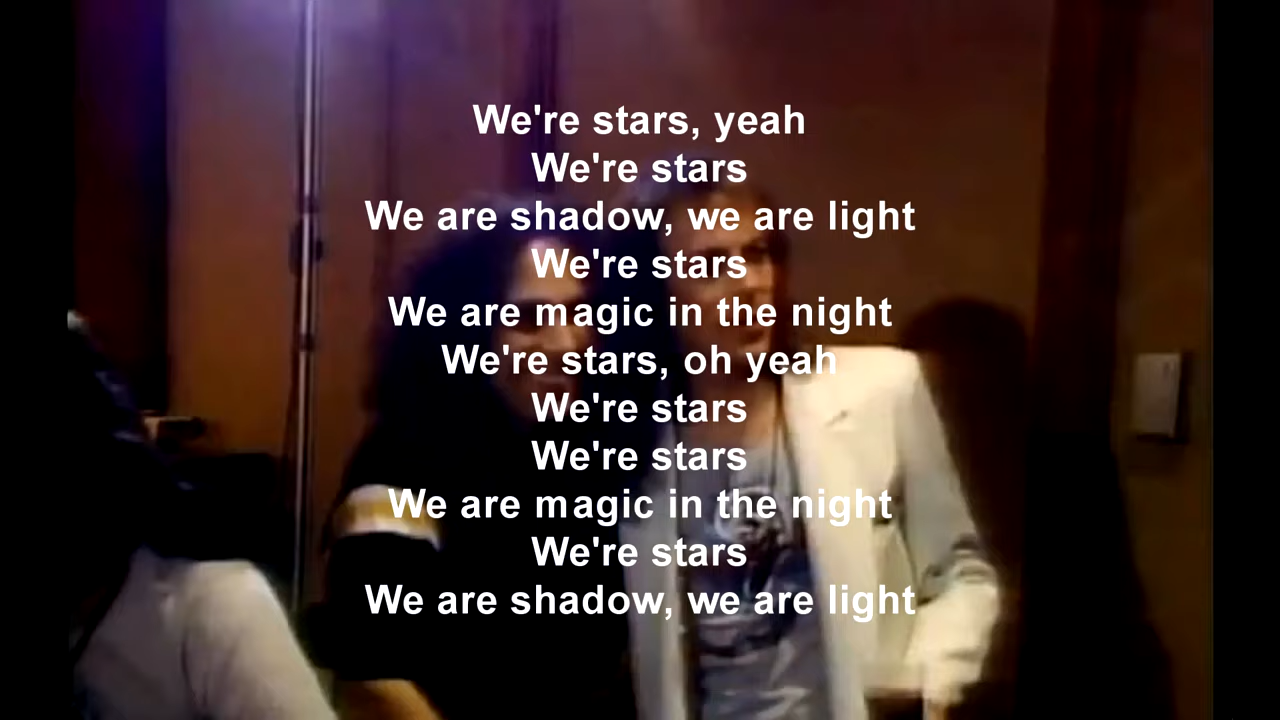 We're stars, yeah
We're stars
We are shadow, we are light
We're stars
We are magic in the night
We're stars, oh yeah
We're stars
We're stars
We are magic in the night
We're stars
We are shadow, we are light